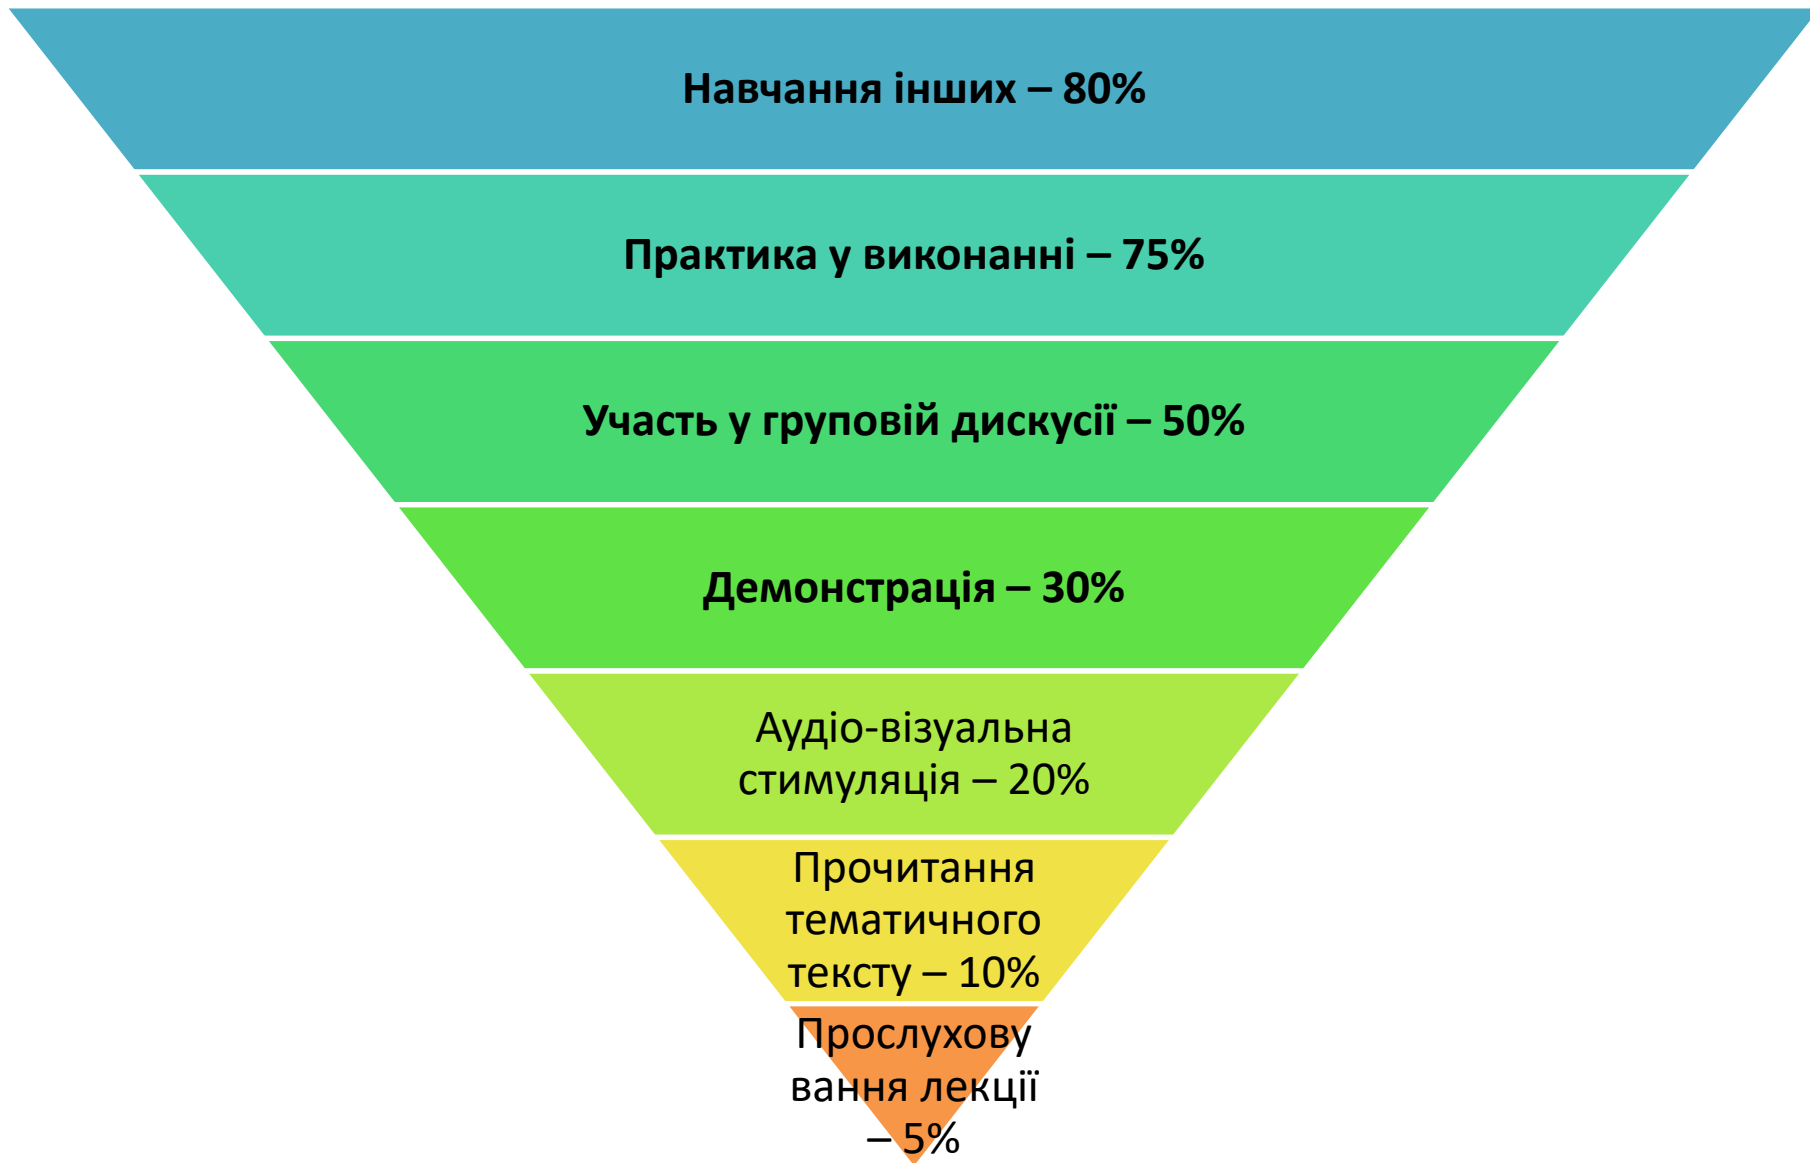 Навчання інших – 80%
Практика у виконанні – 75%
Участь у груповій дискусії – 50%
Демонстрація – 30%
Аудіо-візуальна
стимуляція – 20%
Прочитання
тематичного
тексту – 10%
Прослухову
вання лекції
– 5%